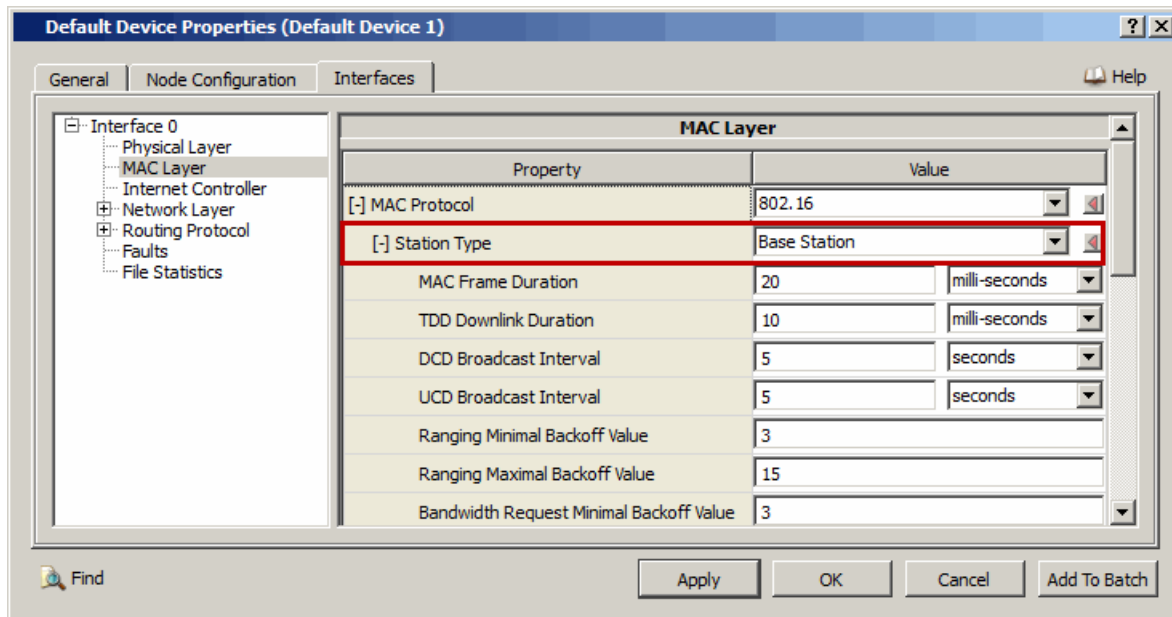 Default Device Properties (Default Device 1)
? X
General Node Configuration Interfaces Help
Interface 0
Physical Layer
MAC Layer
Internet Controller
Network Layer
Routing Protocol
Faults
File Statistics
MAC Layer
Property Value
[-] MAC Protocol 802.16
[-] Station Type Base Station
MAC Frame Duration 20 milli-seconds
TDD Downlink Duration 10 milli-seconds
DCD Broadcast Interval 5 seconds
UCD Broadcast Interval 5 seconds
Ranging Minimal Backoff Value 3
Ranging Maximal Backoff Value 15
Bandwidth Request Minimal Backoff Value 3
Find Apply OK Cancel Add To Batch